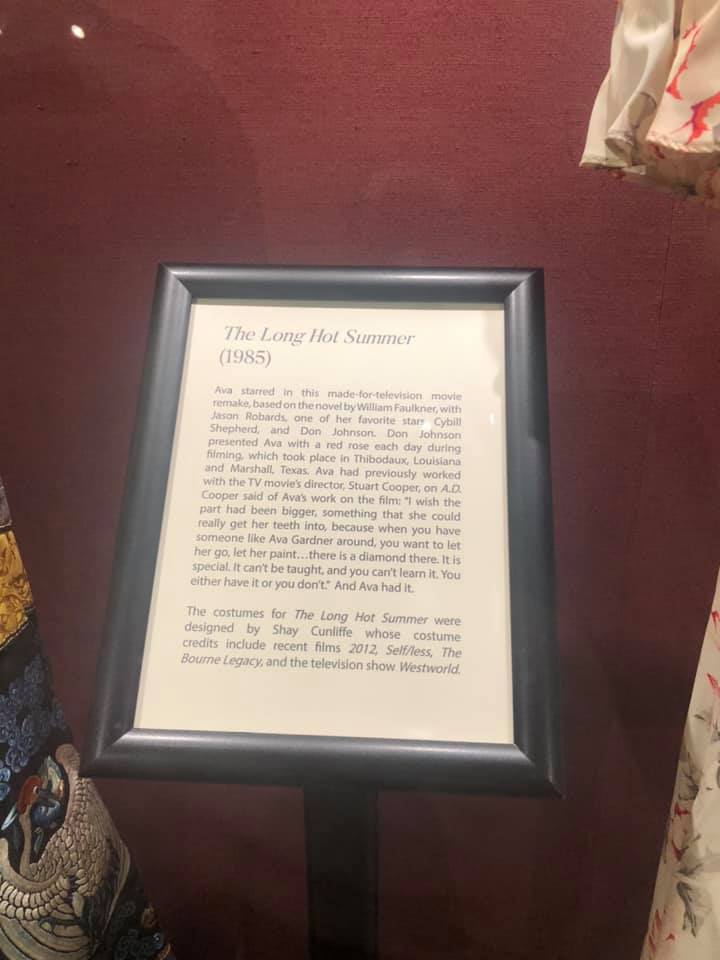 The Long Hot Summer
(1985)
Ava starred in this made-for-television movie
remake, based on the novel by William Faulkner, with
Jason Robards, one of her favorite stars, Cybill
Shepherd, and Don Johnson. Don Johnson
presented Ava with a red rose each day during
filming, which took place in Thibodaux, Louisiana
and Marshall, Texas. Ava had previously worked
with the TV movie's director, Stuart Cooper, on A.D.
Cooper said of Ava's work on the film: "I wish the
part had been bigger, something that she could
really get her teeth into, because when you have
someone like Ava Gardner around, you want to let
her go, let her paint...there is a diamond there. It is
special. It can't be taught, and you can't learn it. You
either have it or you don't." And Ava had it.
The costumes for The Long Hot Summer were
designed by Shay Cunliffe whose costume
credits include recent films 2012, Self/less, The
Bourne Legacy, and the television show Westworld.